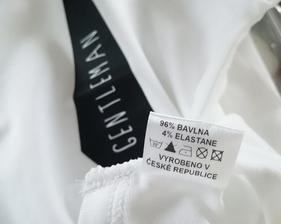 GENTLEMAN
96% BAVLNA
4% ELASTANE
VYROBENO V
ČESKÉ REPUBLICE